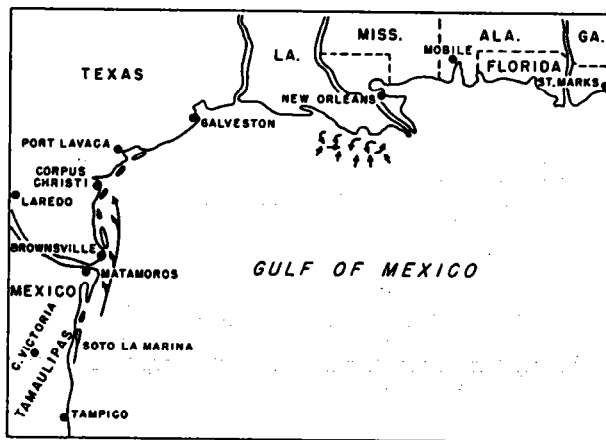 MISS.
ALA.
GA.
MOBILE
TEXAS
LA.
FLORIDA
ST. MARKS
NEW ORLEANS
GALVESTON
PORT LAVACA
CORPUS
CHRISTI
LAREDO
BROWNSVILLE
GULF OF MEXICO
MATAMOROS
MEXICO
C. VICTORIA
TAMAULIPAS
SOTO LA MARINA
TAMPICO